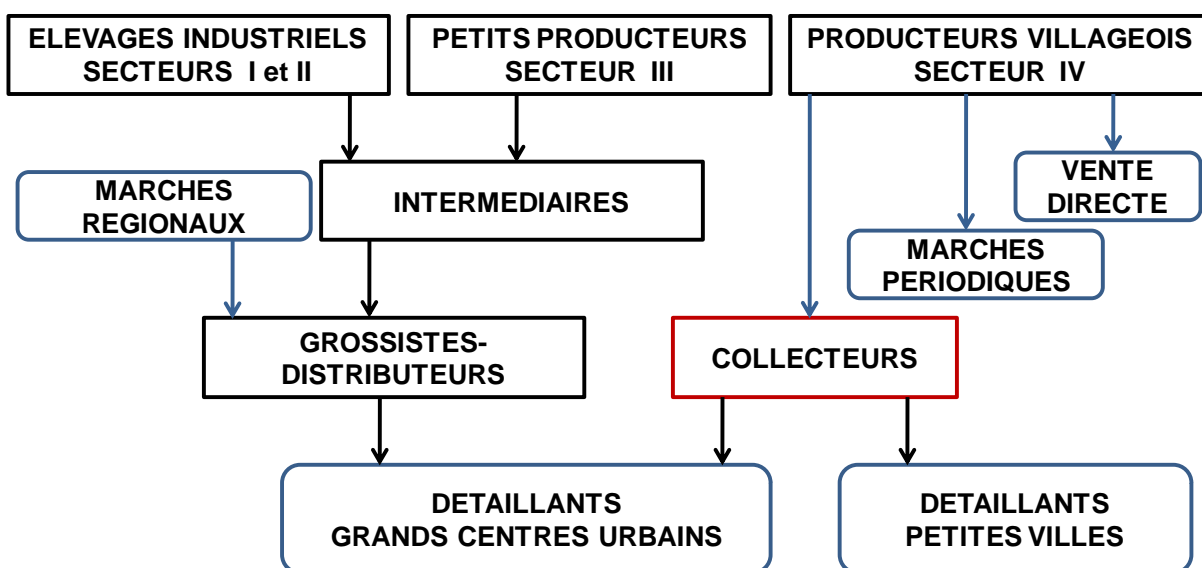 ELEVAGES INDUSTRIELS
SECTEURS I et II
PETITS PRODUCTEURS
SECTEUR III
PRODUCTEURS VILLAGEOIS
SECTEUR IV
MARCHES
REGIONAUX
INTERMEDIAIRES
VENTE
DIRECTE
MARCHES
PERIODIQUES
GROSSISTES-
DISTRIBUTEURS
COLLECTEURS
DETAILLANTS
GRANDS CENTRES URBAINS
DETAILLANTS
PETITES VILLES